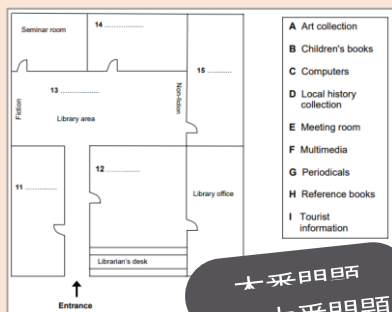 Seminar room
14 ....................
15 ............
13 ................
Fiction
Non-fiction
Library area
11 ................
12 ..............
Library office
Librarian's desk
Entrance
A Art collection
B Children's books
C Computers
D Local history
collection
E Meeting room
F Multimedia
G Periodicals
H Reference books
I Tourist
information